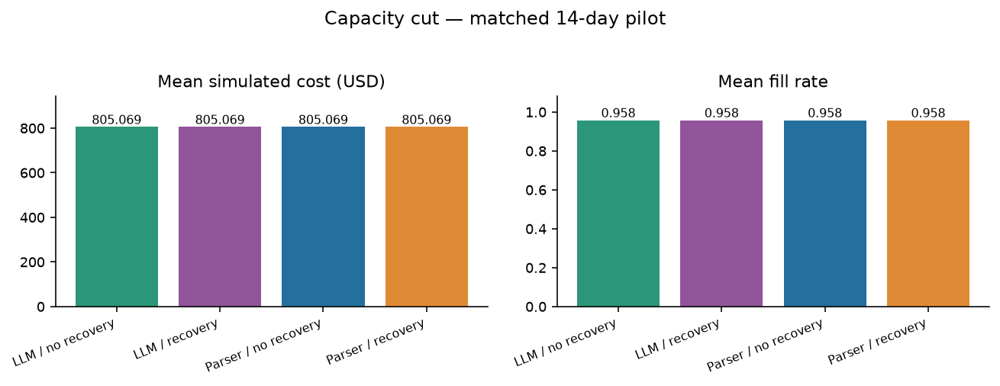 Capacity cut — matched 14-day pilot
Mean simulated cost (USD)
800
600
400
200
0
805.069
805.069
805.069
805.069
LLM / no recovery
LLM / recovery
Parser / no recovery
Parser / recovery
Mean fill rate
1.0
0.8
0.6
0.4
0.2
0.0
0.958
0.958
0.958
0.958
LLM / no recovery
LLM / recovery
Parser / no recovery
Parser / recovery